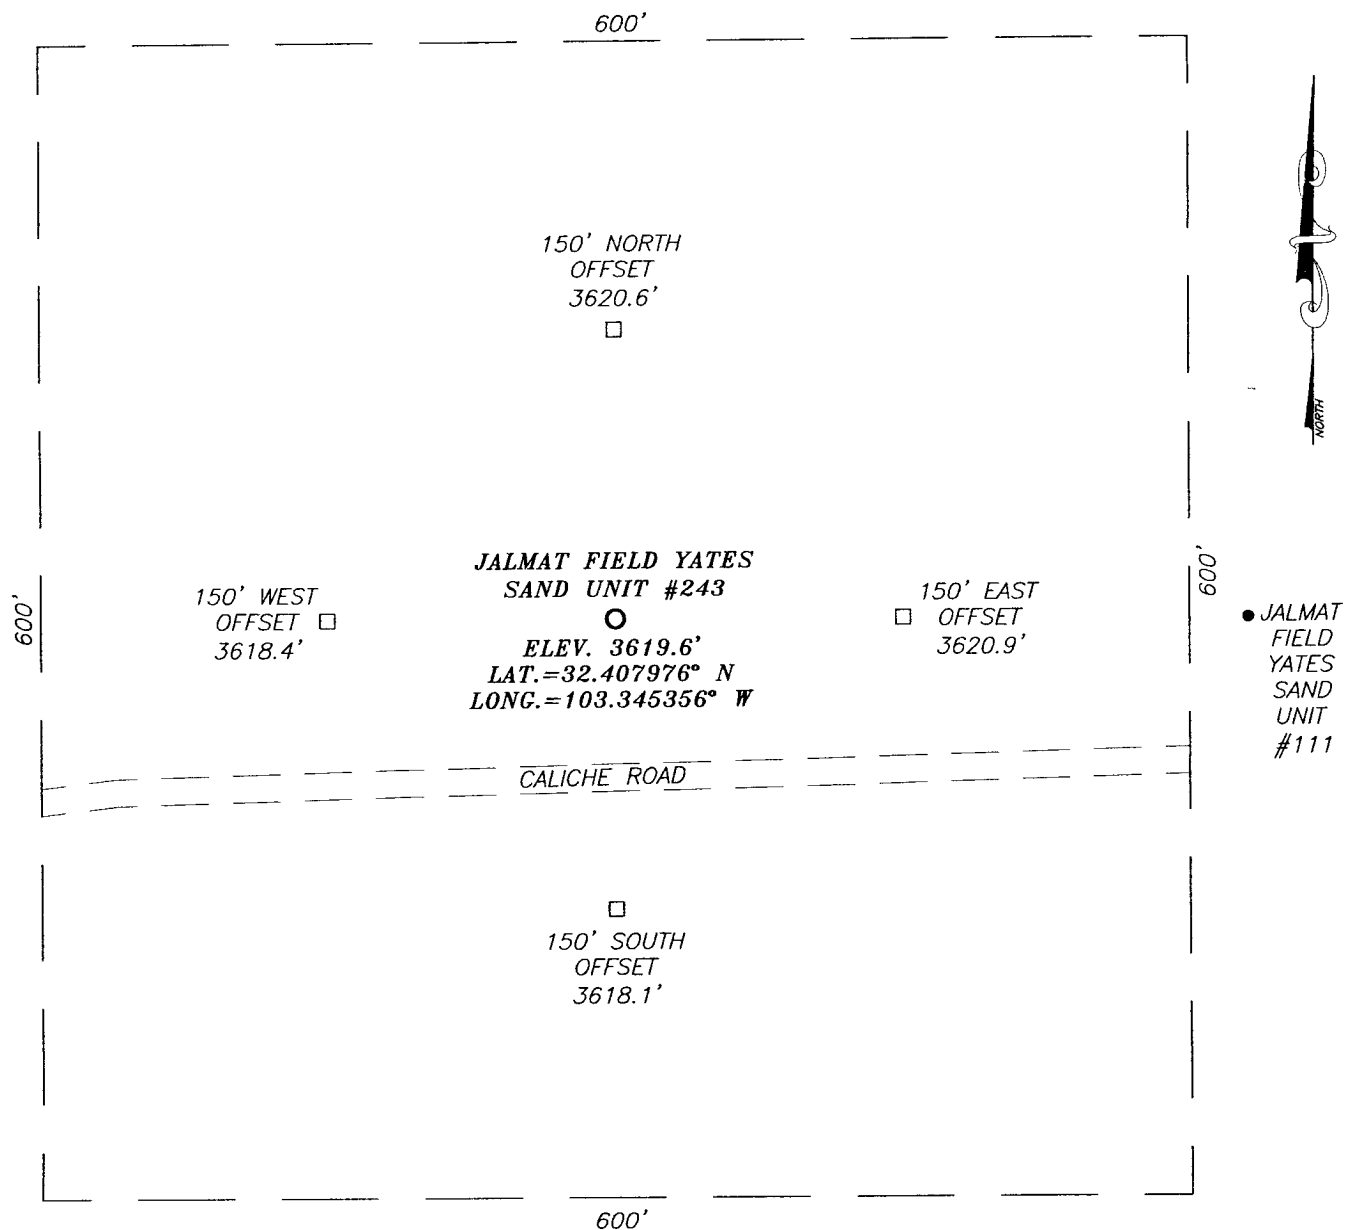 600'
150' NORTH
OFFSET
3620.6'
NORTH
600'
150' WEST
OFFSET
3618.4'
JALMAT FIELD YATES
SAND UNIT #243
ELEV. 3619.6'
LAT.=32.407976° N
LONG.=103.345356° W
150' EAST
OFFSET
3620.9'
600'
JALMAT
FIELD
YATES
SAND
UNIT
#111
CALICHE ROAD
150' SOUTH
OFFSET
3618.1'
600'